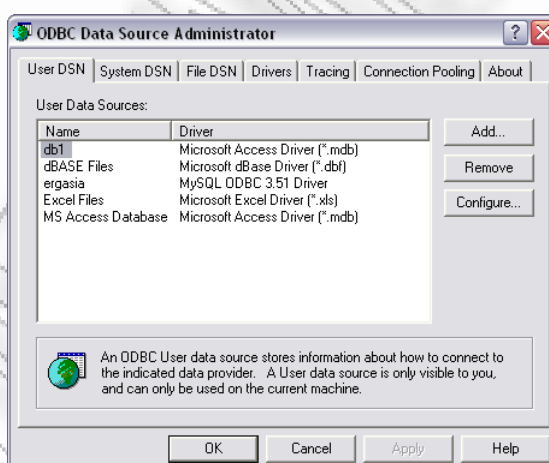 ODBC Data Source Administrator
User DSN System DSN File DSN Drivers Tracing Connection Pooling About
User Data Sources:
Name Driver
db1 Microsoft Access Driver (*.mdb)
dBASE Files Microsoft dBase Driver (*.dbf)
ergasia MySQL ODBC 3.51 Driver
Excel Files Microsoft Excel Driver (*.xls)
MS Access Database Microsoft Access Driver (*.mdb)
Add...
Remove
Configure...
An ODBC User data source stores information about how to connect to
the indicated data provider. A User data source is only visible to you,
and can only be used on the current machine.
OK Cancel Apply Help